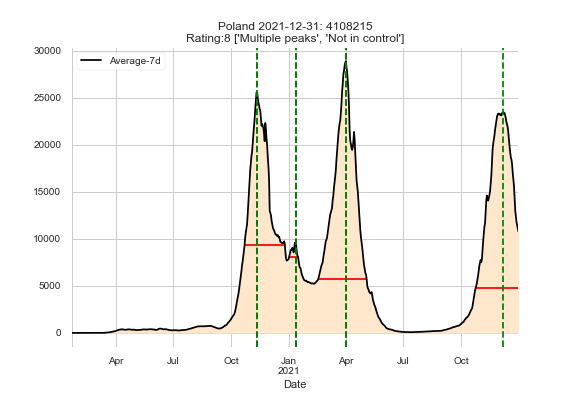 Poland 2021-12-31: 4108215
Rating:8 ['Multiple peaks', 'Not in control']
30000
Average-7d
25000
20000
15000
10000
5000
0
Apr Jul Oct Jan Apr Jul Oct
2021
Date